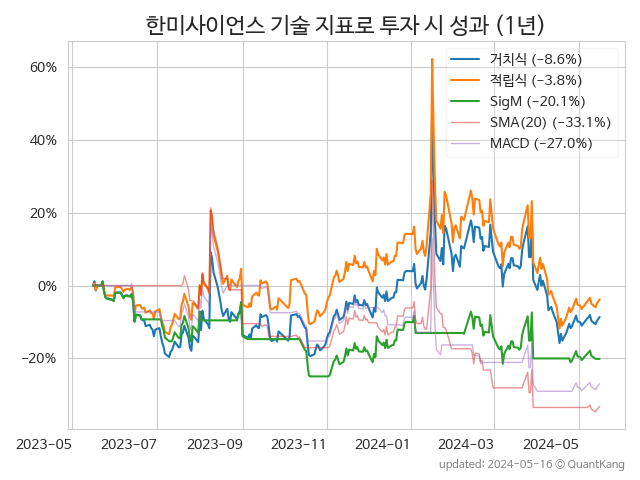 한미사이언스 기술 지표로 투자 시 성과 (1년)
60%
40%
20%
0%
−20%
거치식 (−8.6%)
적립식 (−3.8%)
SigM (−20.1%)
SMA(20) (−33.1%)
MACD (−27.0%)
2023−05
2023−07
2023−09
2023−11
2024−01
2024−03
2024−05
updated: 2024-05-16 ⓒ QuantKang